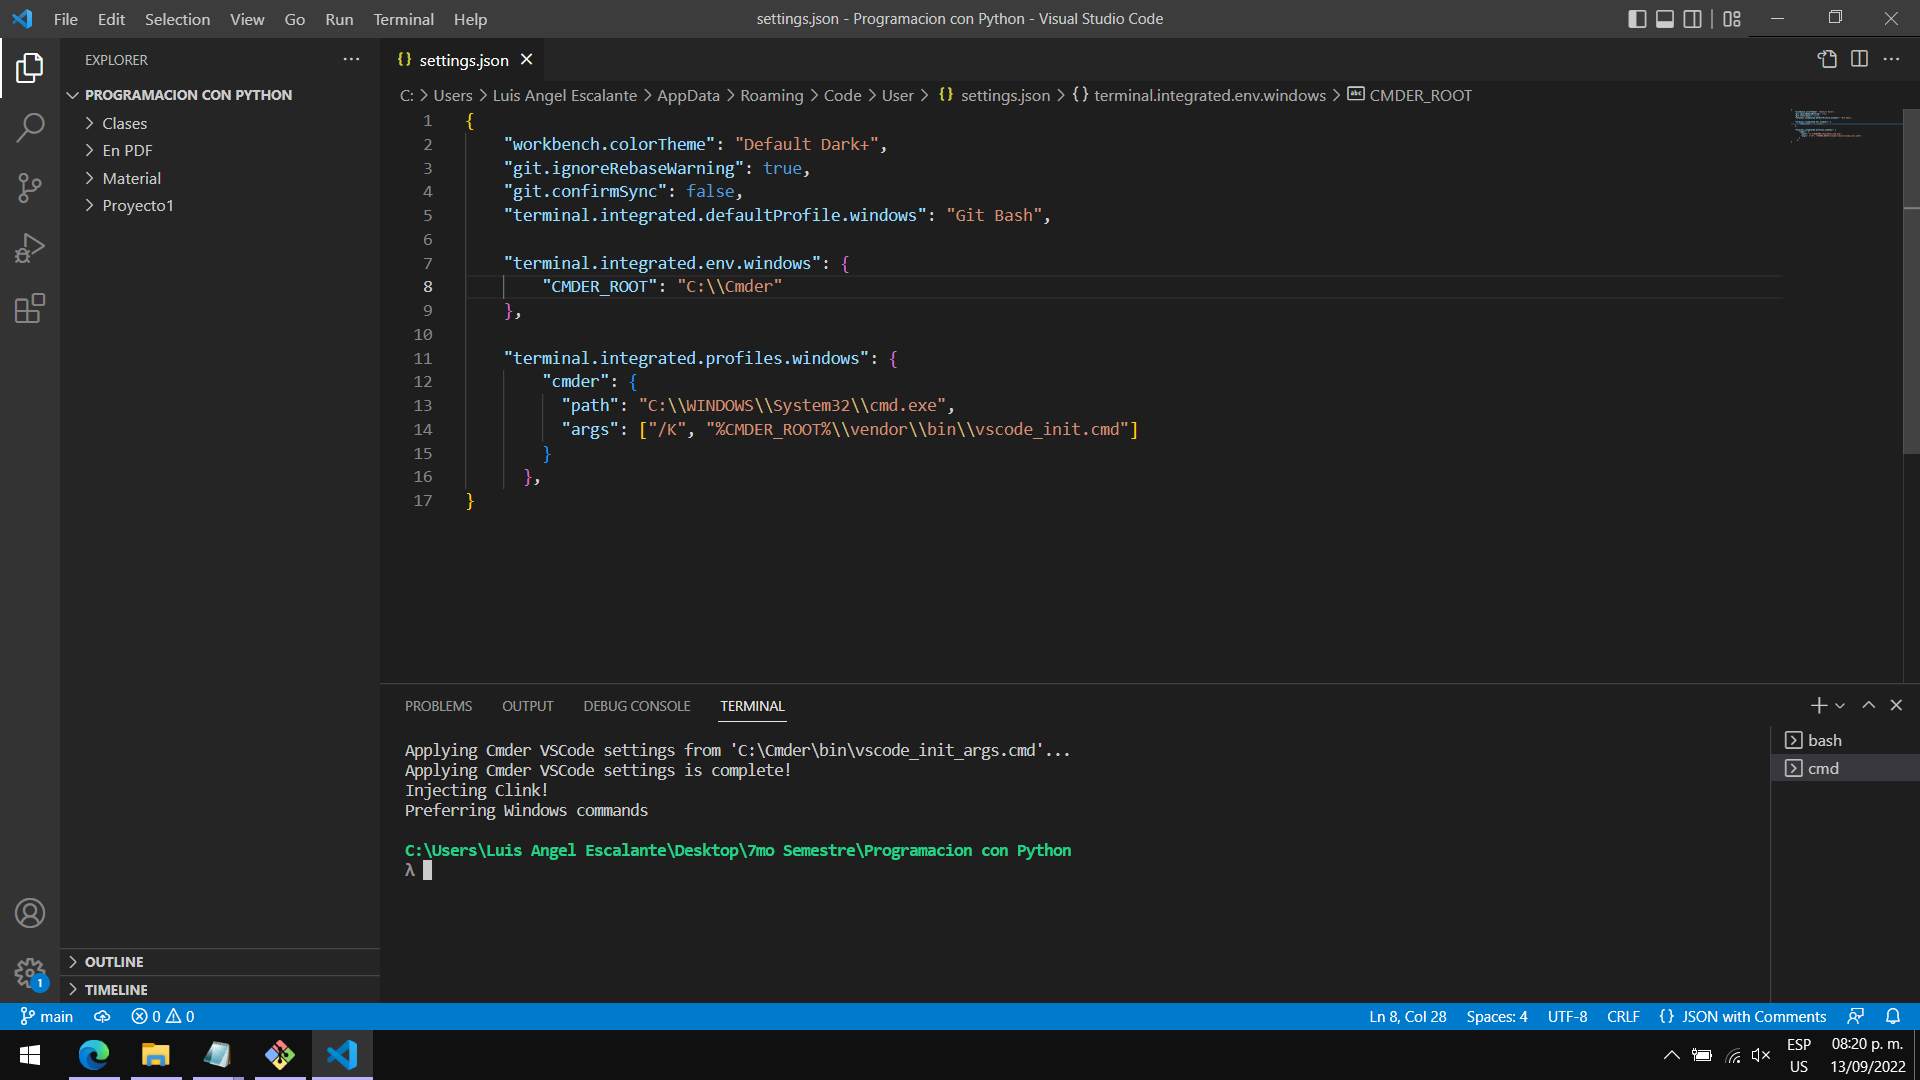 File Edit Selection View Go Run Terminal Help
settings.json - Programacion con Python - Visual Studio Code
EXPLORER
PROGRAMACION CON PYTHON
Clases
En PDF
Material
Proyecto1
OUTLINE
TIMELINE
settings.json
C: > Users > Luis Angel Escalante > AppData > Roaming > Code > User > {} settings.json > {} terminal.integrated.env.windows > abc CMDER_ROOT
1 {
2 "workbench.colorTheme": "Default Dark+",
3 "git.ignoreRebaseWarning": true,
4 "git.confirmSync": false,
5 "terminal.integrated.defaultProfile.windows": "Git Bash",
6
7 "terminal.integrated.env.windows": {
8 "CMDER_ROOT": "C:\\Cmder"
9 },
10
11 "terminal.integrated.profiles.windows": {
12 "cmder": {
13 "path": "C:\\WINDOWS\\System32\\cmd.exe",
14 "args": ["/K", "%CMDER_ROOT%\\vendor\\bin\\vscode_init.cmd"]
15 }
16 },
17 }
PROBLEMS OUTPUT DEBUG CONSOLE TERMINAL
Applying Cmder VSCode settings from 'C:\Cmder\bin\vscode_init_args.cmd'...
Applying Cmder VSCode settings is complete!
Injecting Clink!
Preferring Windows commands
C:\Users\Luis Angel Escalante\Desktop\7mo Semestre\Programacion con Python
λ
bash
cmd
1
main 0 0
Ln 8, Col 28 Spaces: 4 UTF-8 CRLF {} JSON with Comments
ESP
US
08:20 p. m.
13/09/2022